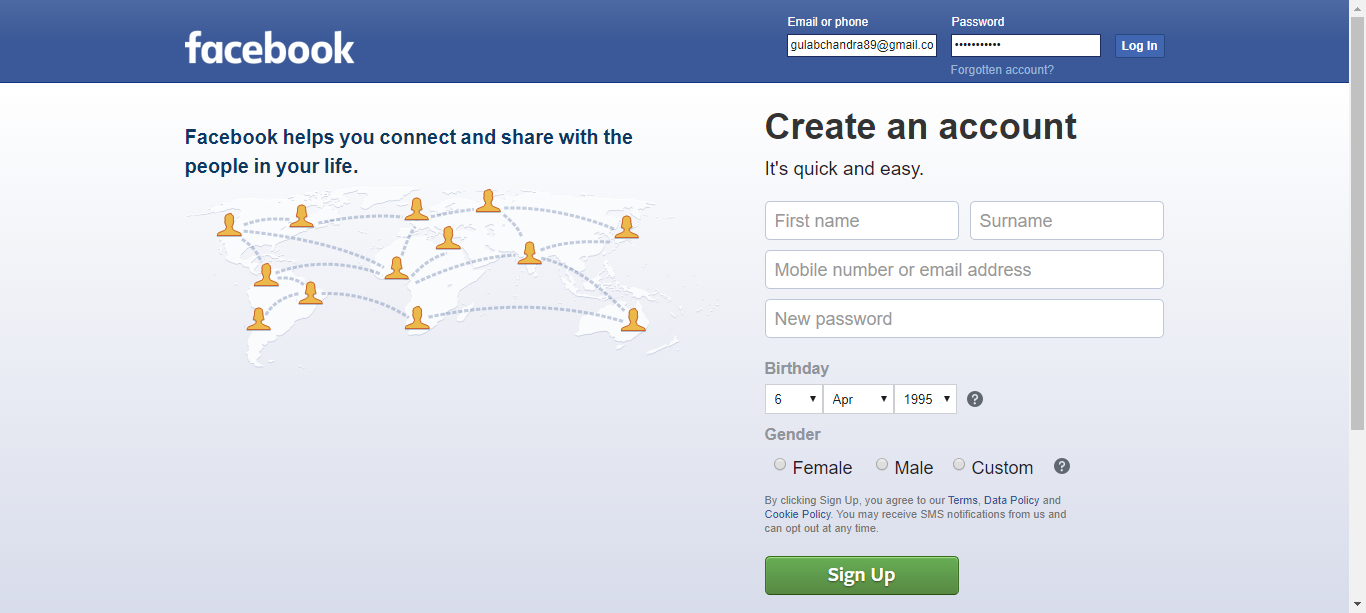 facebook
Email or phone
Password
gulabchandra89@gmail.co
•••••••••••
Log In
Forgotten account?
Facebook helps you connect and share with the
people in your life.
Create an account
It's quick and easy.
First name
Surname
Mobile number or email address
New password
Birthday
6 Apr 1995 ?
Gender
Female Male Custom ?
By clicking Sign Up, you agree to our Terms, Data Policy and
Cookie Policy. You may receive SMS notifications from us and
can opt out at any time.
Sign Up